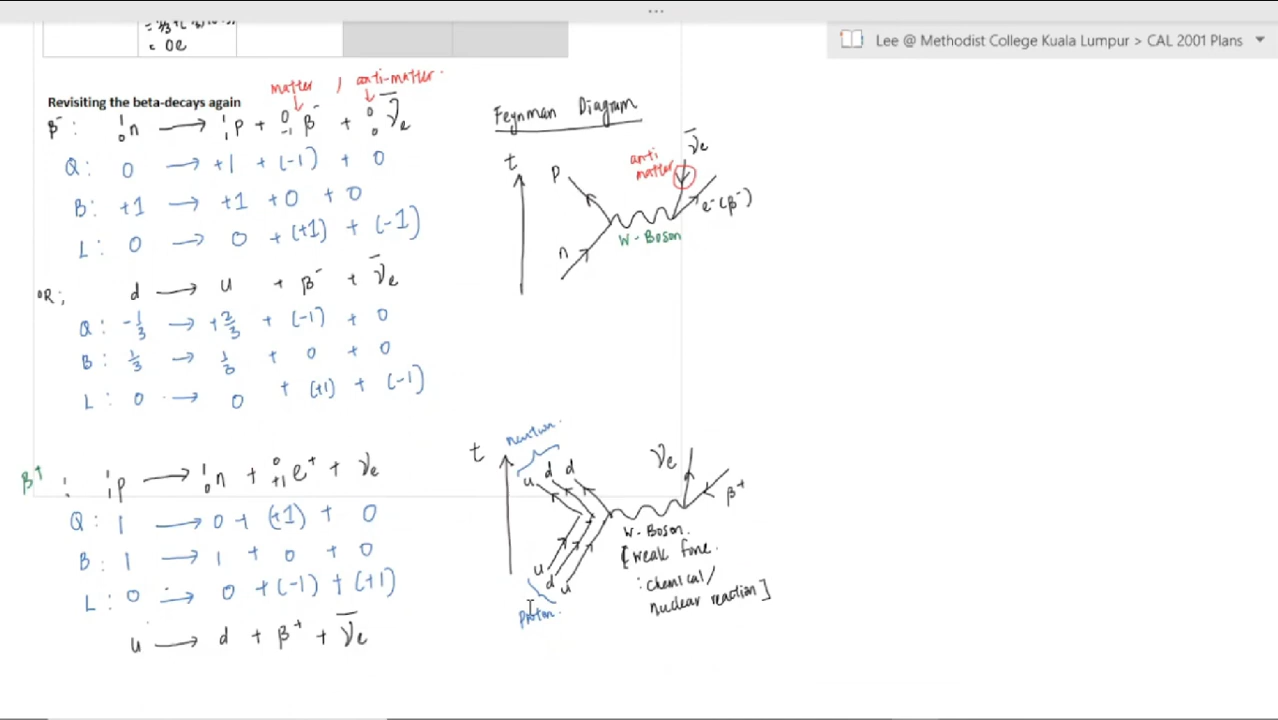 ...
Lee @ Methodist College Kuala Lumpur > CAL 2001 Plans
= 0e
matter / anti-matter.
Revisiting the beta-decays again
β⁻: ¹₀n → ¹₁p + ⁰₋₁β⁻ + ⁰₀ν̄e
Q: 0 → +1 + (-1) + 0
B: +1 → +1 + 0 + 0
L: 0 → 0 + (+1) + (-1)
OR; d → u + β⁻ + ν̄e
Q: -1/3 → +2/3 + (-1) + 0
B: 1/3 → 1/3 + 0 + 0
L: 0 → 0 + (+1) + (-1)
Feynman Diagram
t
p
n
anti
matter
ν̄e
e⁻(β⁻)
W-Boson
β⁺: ¹₁p → ¹₀n + ⁰₊₁e⁺ + νe
Q: 1 → 0 + (+1) + 0
B: 1 → 1 + 0 + 0
L: 0 → 0 + (-1) + (+1)
u → d + β⁺ + ν̄e
t
neutron.
u d d
u d u
proton.
νe
β⁺
W-Boson.
[weak force.
: chemical/
nuclear reaction]